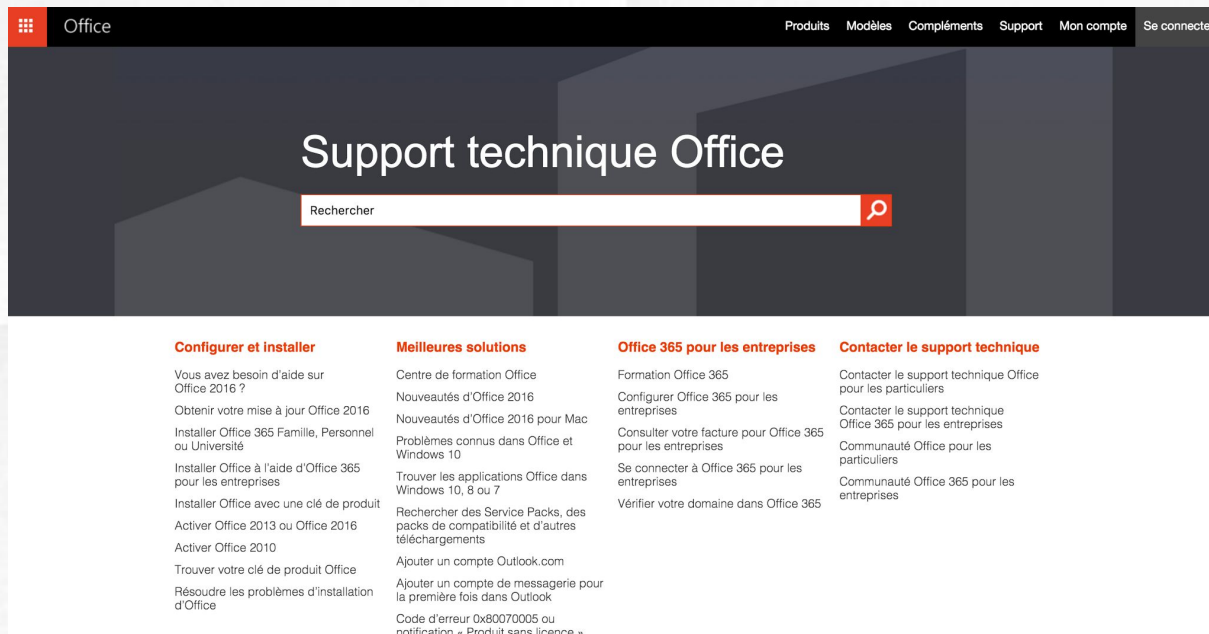 Office
Produits Modèles Compléments Support Mon compte Se connecte
Support technique Office
Rechercher
Configurer et installer
Vous avez besoin d'aide sur
Office 2016 ?
Obtenir votre mise à jour Office 2016
Installer Office 365 Famille, Personnel
ou Université
Installer Office à l'aide d'Office 365
pour les entreprises
Installer Office avec une clé de produit
Activer Office 2013 ou Office 2016
Activer Office 2010
Trouver votre clé de produit Office
Résoudre les problèmes d'installation
d'Office
Meilleures solutions
Centre de formation Office
Nouveautés d'Office 2016
Nouveautés d'Office 2016 pour Mac
Problèmes connus dans Office et
Windows 10
Trouver les applications Office dans
Windows 10, 8 ou 7
Rechercher des Service Packs, des
packs de compatibilité et d'autres
téléchargements
Ajouter un compte Outlook.com
Ajouter un compte de messagerie pour
la première fois dans Outlook
Code d'erreur 0x80070005 ou
notification « Produit sans licence »
Office 365 pour les entreprises
Formation Office 365
Configurer Office 365 pour les
entreprises
Consulter votre facture pour Office 365
pour les entreprises
Se connecter à Office 365 pour les
entreprises
Vérifier votre domaine dans Office 365
Contacter le support technique
Contacter le support technique Office
pour les particuliers
Contacter le support technique
Office 365 pour les entreprises
Communauté Office pour les
particuliers
Communauté Office 365 pour les
entreprises